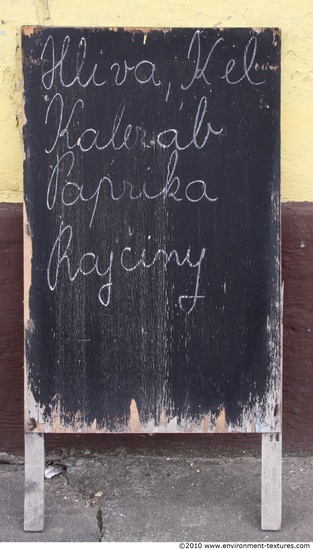 Hliva, Kel
Kaleráb
Paprika
Rajčiny
©2010 www.environment-textures.com